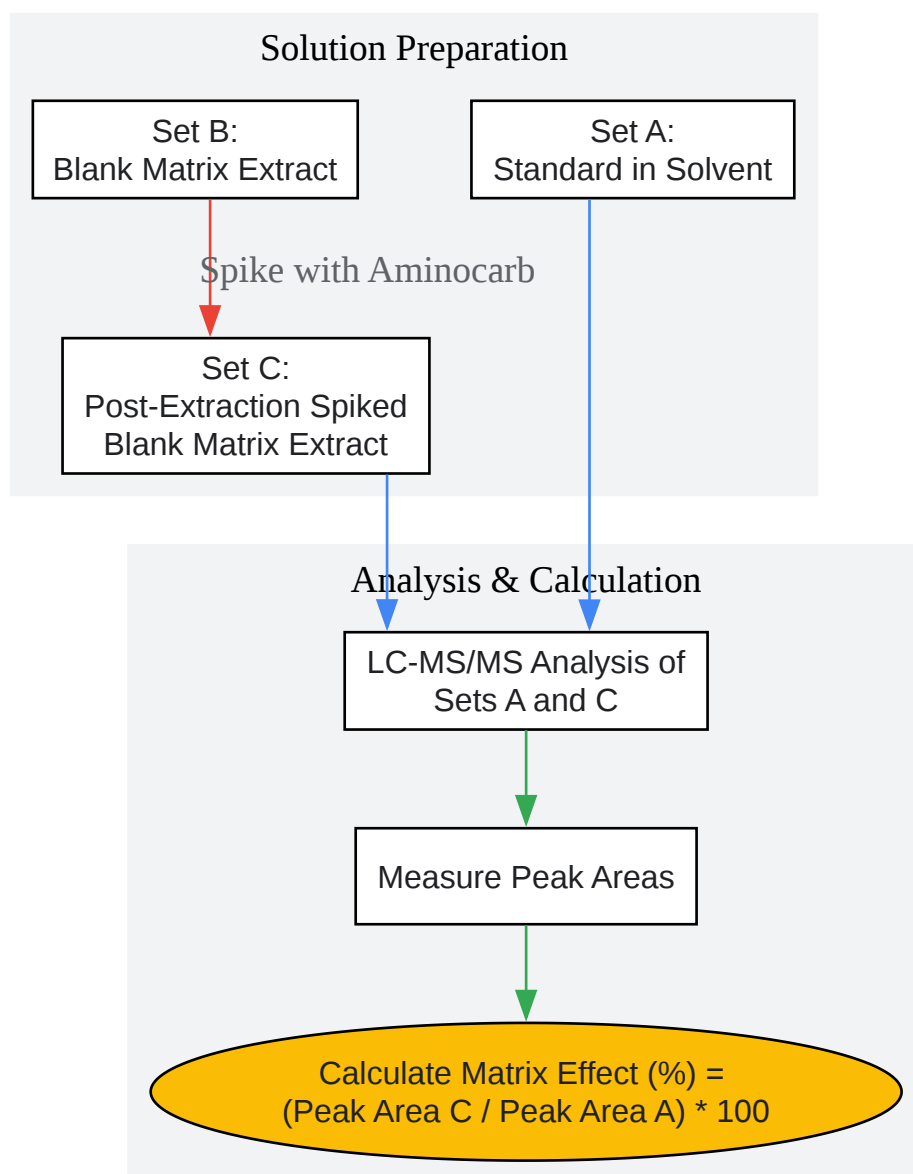 Solution Preparation
Set B:
Blank Matrix Extract
Set A:
Standard in Solvent
Spike with Aminocarb
Set C:
Post-Extraction Spiked
Blank Matrix Extract
Analysis & Calculation
LC-MS/MS Analysis of
Sets A and C
Measure Peak Areas
Calculate Matrix Effect (%) =
(Peak Area C / Peak Area A) * 100